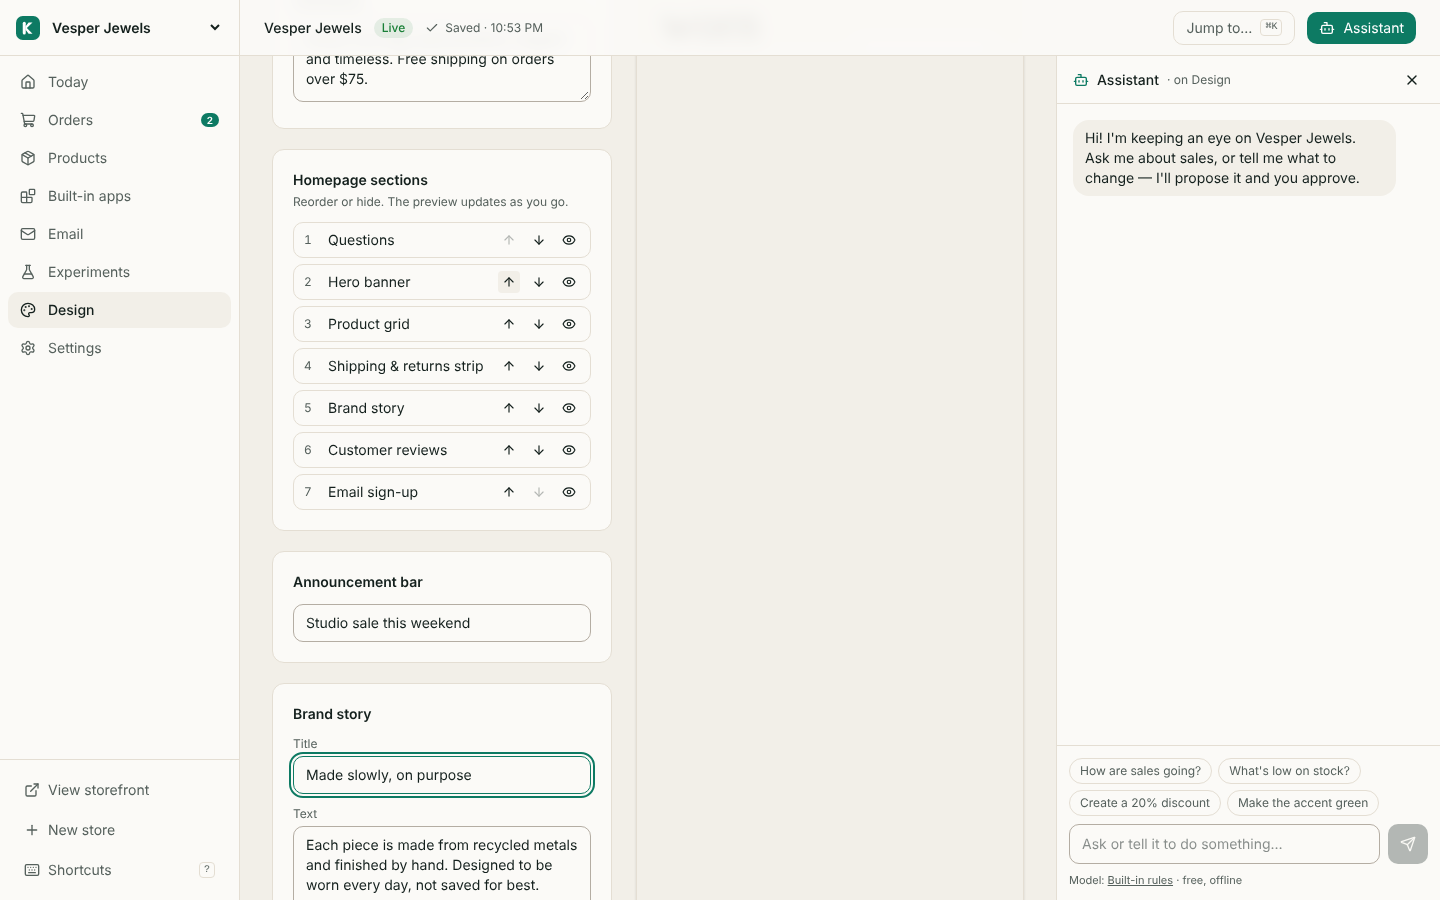 Vesper Jewels
Vesper Jewels Live Saved · 10:53 PM
Jump to... ⌘K
Assistant
Today
Orders 2
Products
Built-in apps
Email
Experiments
Design
Settings
View storefront
New store
Shortcuts ?
and timeless. Free shipping on orders
over $75.
Homepage sections
Reorder or hide. The preview updates as you go.
1 Questions
2 Hero banner
3 Product grid
4 Shipping & returns strip
5 Brand story
6 Customer reviews
7 Email sign-up
Announcement bar
Studio sale this weekend
Brand story
Title
Made slowly, on purpose
Text
Each piece is made from recycled metals
and finished by hand. Designed to be
worn every day, not saved for best.
Assistant · on Design
Hi! I'm keeping an eye on Vesper Jewels.
Ask me about sales, or tell me what to
change — I'll propose it and you approve.
How are sales going? What's low on stock?
Create a 20% discount Make the accent green
Ask or tell it to do something...
Model: Built-in rules · free, offline